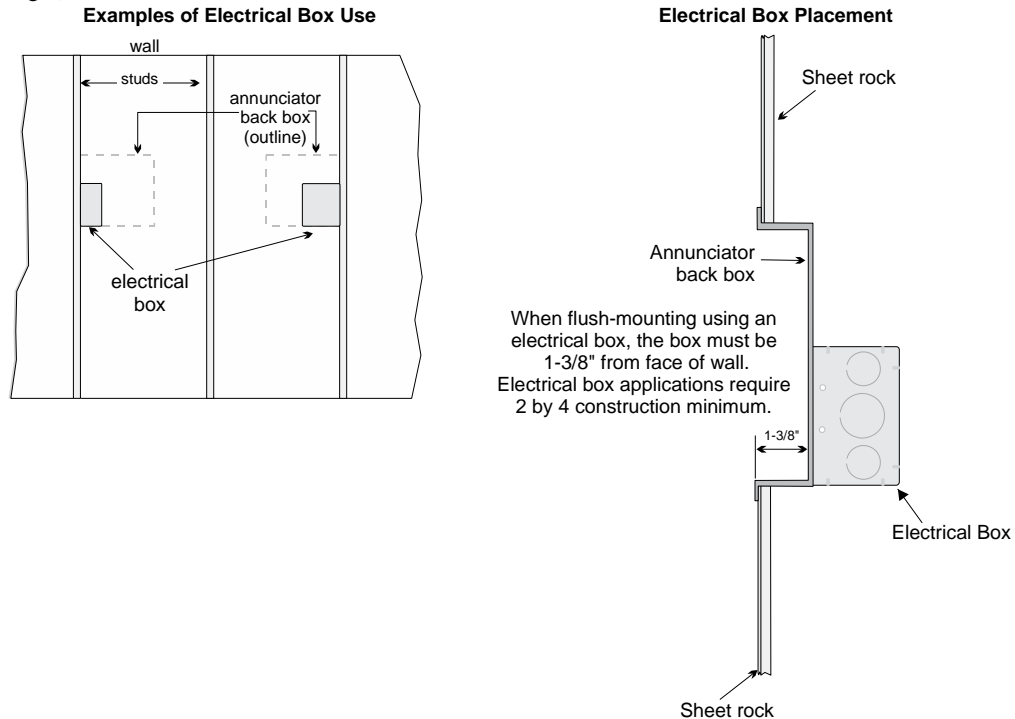 Examples of Electrical Box Use
wall
studs
annunciator
back box
(outline)
electrical
box
Electrical Box Placement
Sheet rock
Annunciator
back box
When flush-mounting using an
electrical box, the box must be
1-3/8" from face of wall.
Electrical box applications require
2 by 4 construction minimum.
1-3/8"
Electrical Box
Sheet rock